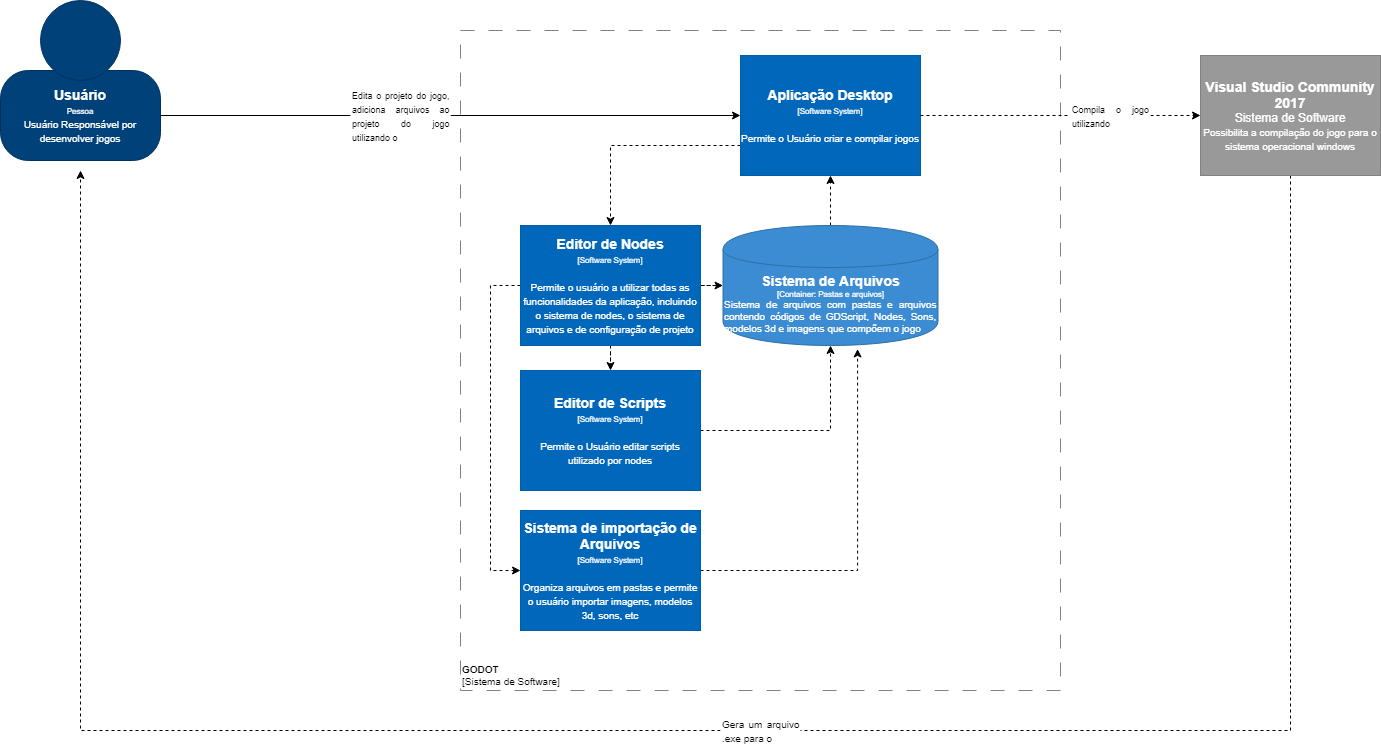 Usuário
Pessoa
Usuário Responsável por
desenvolver jogos
Edita o projeto do jogo,
adiciona arquivos ao
projeto do jogo
utilizando o
Aplicação Desktop
[Software System]
Permite o Usuário criar e compilar jogos
Compila o jogo
utilizando
Visual Studio Community
2017
Sistema de Software
Possibilita a compilação do jogo para o
sistema operacional windows
Editor de Nodes
[Software System]
Permite o usuário a utilizar todas as
funcionalidades da aplicação, incluindo
o sistema de nodes, o sistema de
arquivos e de configuração de projeto
Sistema de Arquivos
[Container: Pastas e arquivos]
Sistema de arquivos com pastas e arquivos
contendo códigos de GDScript, Nodes, Sons,
modelos 3d e imagens que compõem o jogo
Editor de Scripts
[Software System]
Permite o Usuário editar scripts
utilizado por nodes
Sistema de importação de
Arquivos
[Software System]
Organiza arquivos em pastas e permite
o usuário importar imagens, modelos
3d, sons, etc
GODOT
[Sistema de Software]
Gera um arquivo
.exe para o